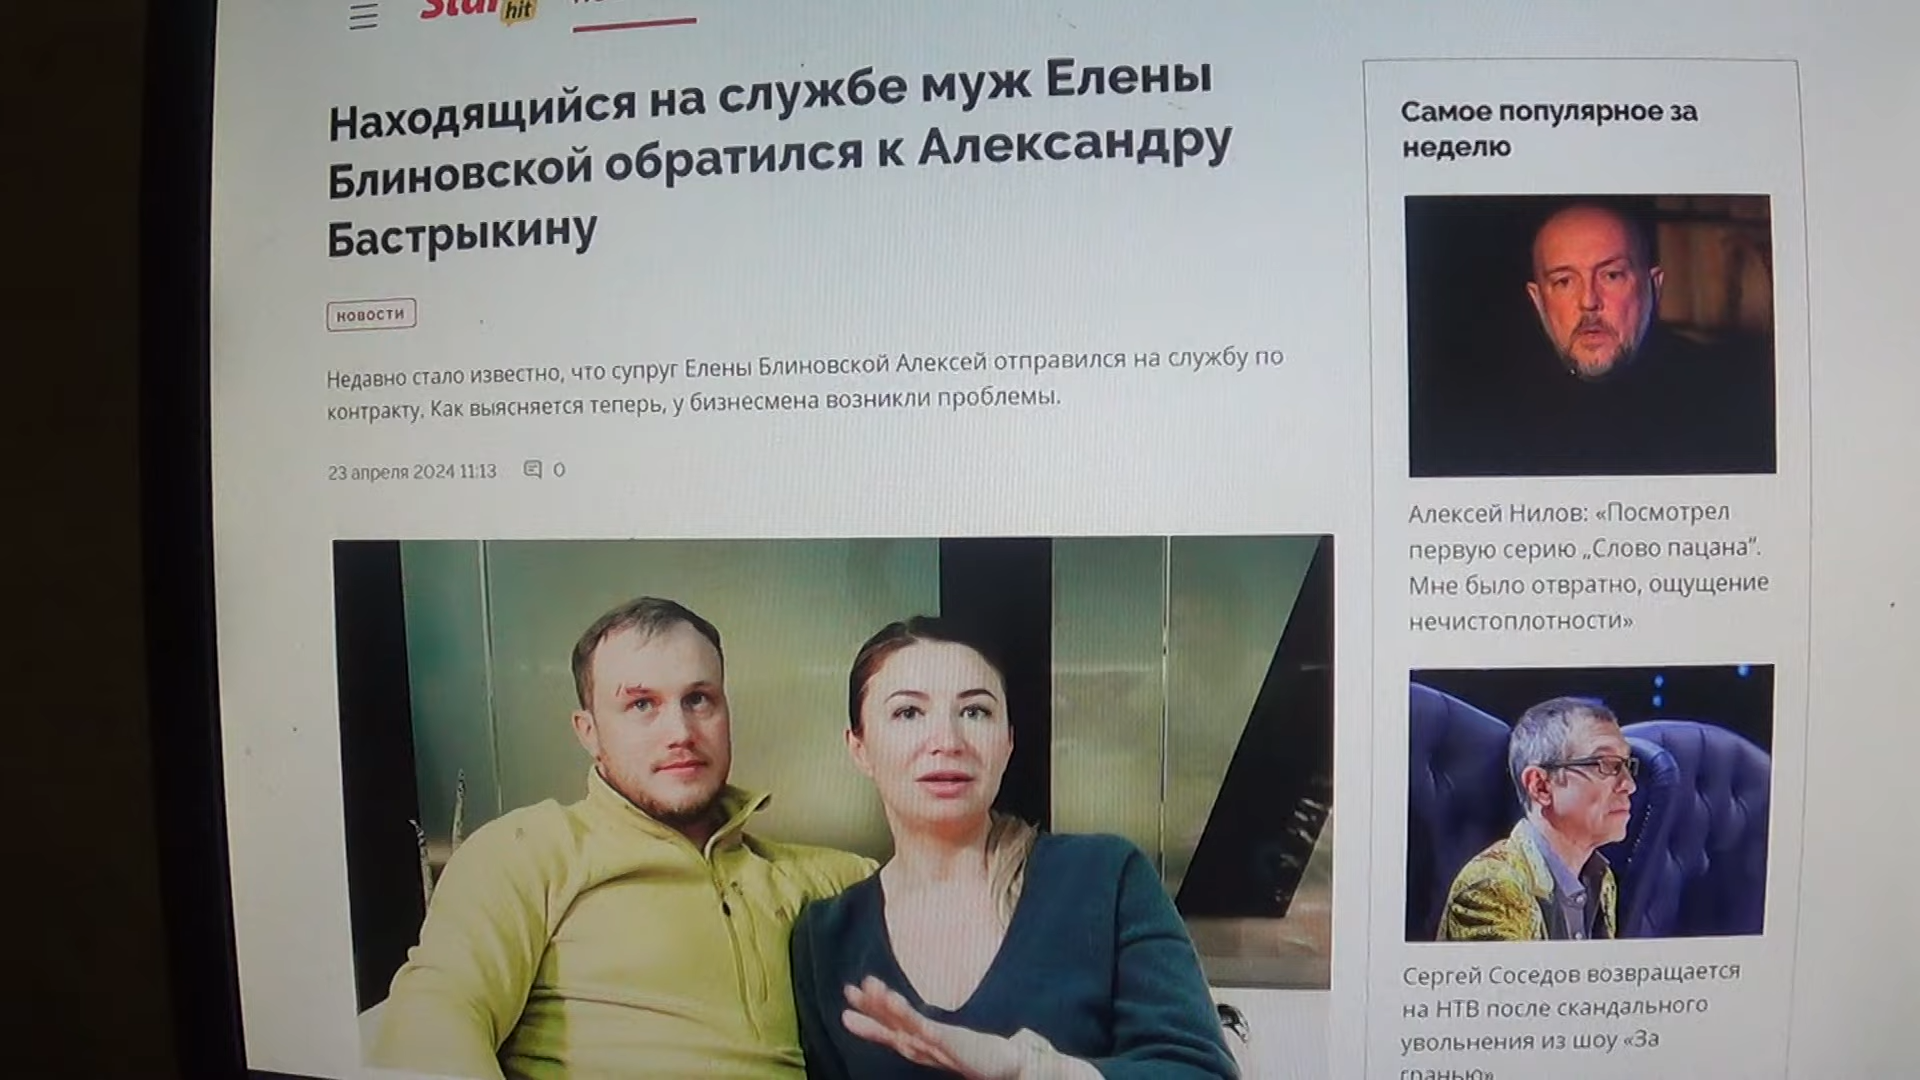 Star
hit
Находящийся на службе муж Елены
Блиновской обратился к Александру
Бастрыкину
новости
Недавно стало известно, что супруг Елены Блиновской Алексей отправился на службу по
контракту. Как выясняется теперь, у бизнесмена возникли проблемы.
23 апреля 2024 11:13 0
Самое популярное за
неделю
Алексей Нилов: «Посмотрел
первую серию „Слово пацана“.
Мне было отвратно, ощущение
нечистоплотности»
Сергей Соседов возвращается
на НТВ после скандального
увольнения из шоу «За
гранью»